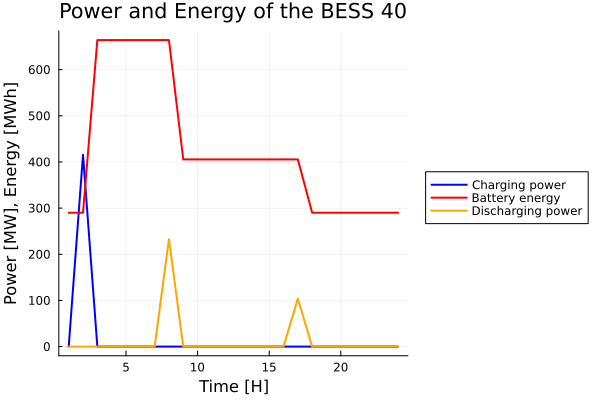 Power and Energy of the BESS 40
Power [MW], Energy [MWh]
600
500
400
300
200
100
0
5
10
15
20
Time [H]
Charging power
Battery energy
Discharging power